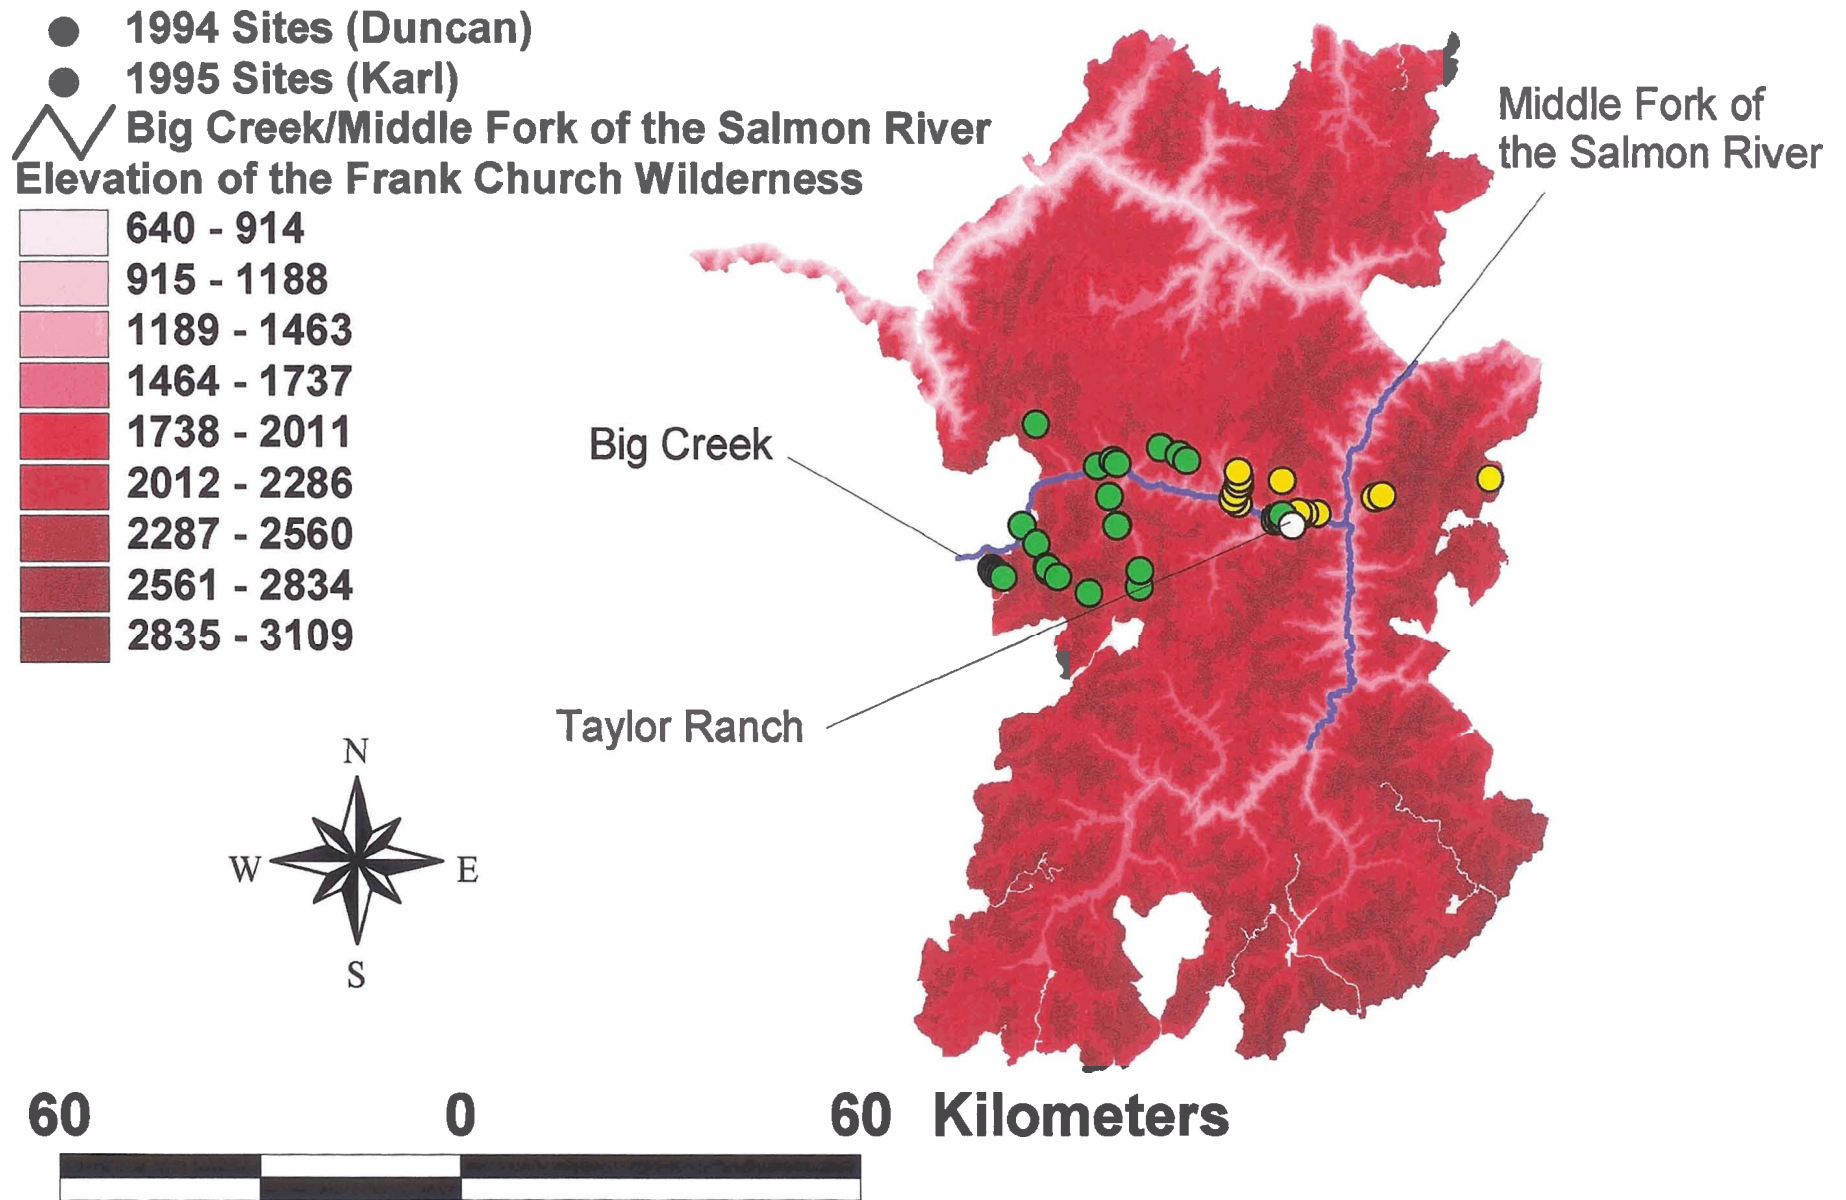 1994 Sites (Duncan)
1995 Sites (Karl)
Big Creek/Middle Fork of the Salmon River
Elevation of the Frank Church Wilderness
640 - 914
915 - 1188
1189 - 1463
1464 - 1737
1738 - 2011
2012 - 2286
2287 - 2560
2561 - 2834
2835 - 3109
Middle Fork of
the Salmon River
Big Creek
Taylor Ranch
N
W E
S
60 0 60 Kilometers